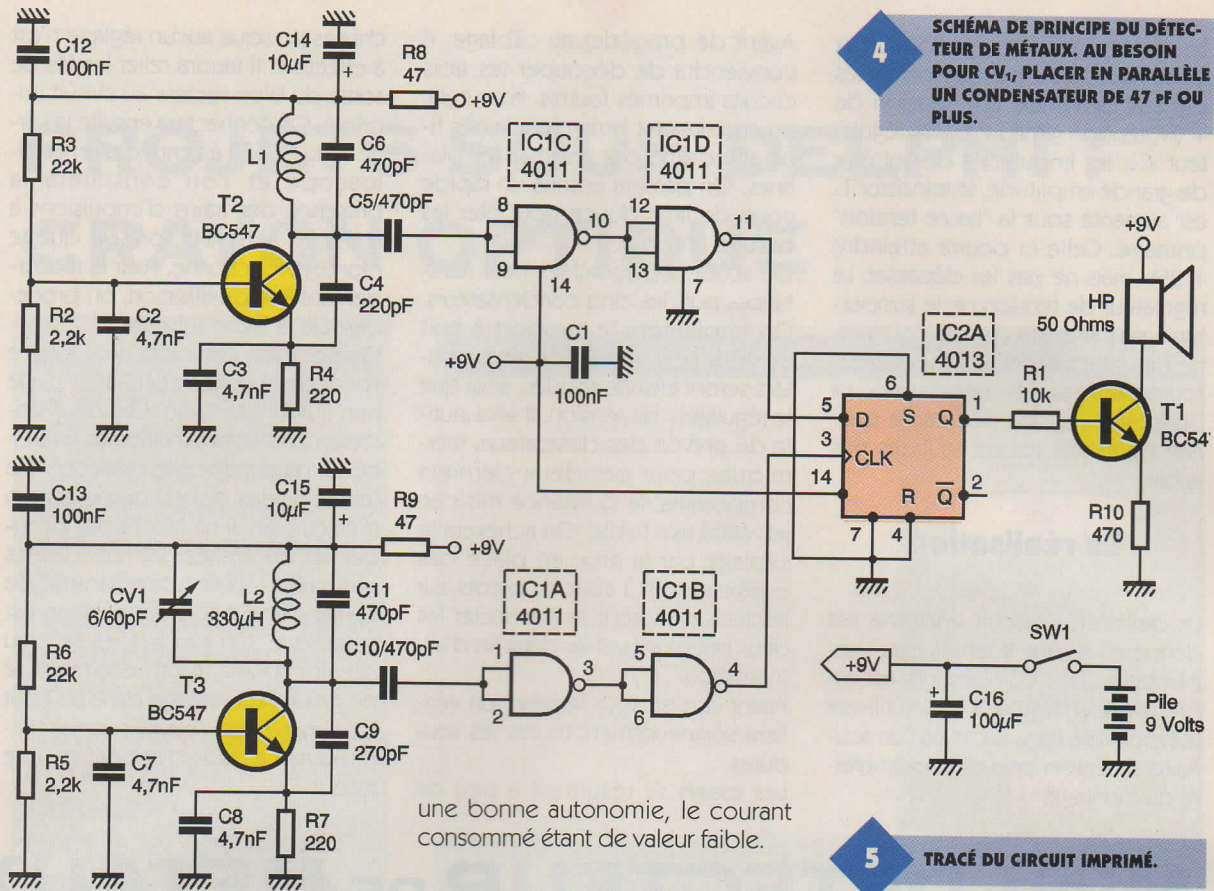 4
SCHÉMA DE PRINCIPE DU DÉTEC-
TEUR DE MÉTAUX. AU BESOIN
POUR CV1, PLACER EN PARALLÈLE
UN CONDENSATEUR DE 47 PF OU
PLUS.
C12
100nF
C14
10µF
+
R8
47
+9V
R3
22k
L1
C6
470pF
IC1C
4011
IC1D
4011
T2
BC547
C5/470pF
8
9
10
14
12
13
11
7
+9V
HP
50 Ohms
R2
2,2k
C2
4,7nF
C4
220pF
+9V
C1
100nF
IC2A
4013
C3
4,7nF
R4
220
6
5
D
S
Q
1
3
CLK
14
R
Q
2
7
4
R1
10k
T1
BC547
R10
470
C13
100nF
C15
10µF
+
R9
47
+9V
CV1
6/60pF
L2
330µH
C11
470pF
IC1A
4011
IC1B
4011
R6
22k
T3
BC547
C10/470pF
1
2
3
5
6
4
+9V
SW1
+
C16
100µF
Pile
9 Volts
R5
2,2k
C7
4,7nF
C9
270pF
C8
4,7nF
R7
220
une bonne autonomie, le courant
consommé étant de valeur faible.
5
TRACÉ DU CIRCUIT IMPRIMÉ.